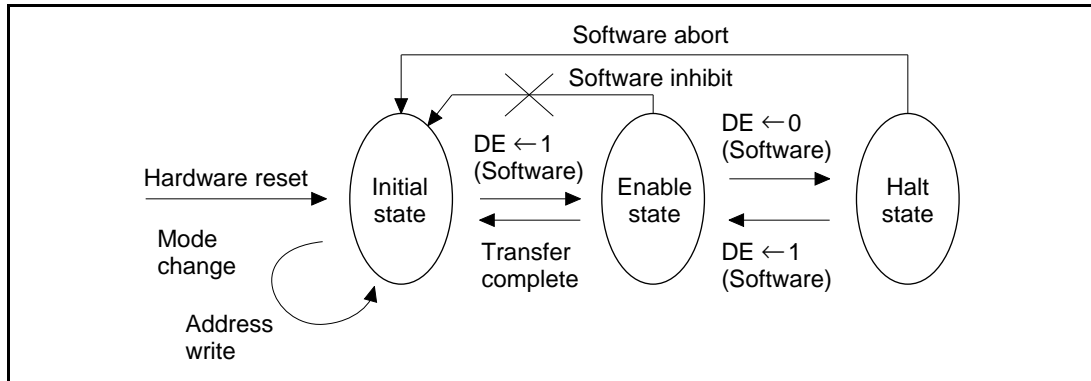 Software abort
Software inhibit
DE ←1
(Software)
DE ←0
(Software)
Hardware reset
Initial
state
Enable
state
Halt
state
Mode
change
Transfer
complete
DE ←1
(Software)
Address
write